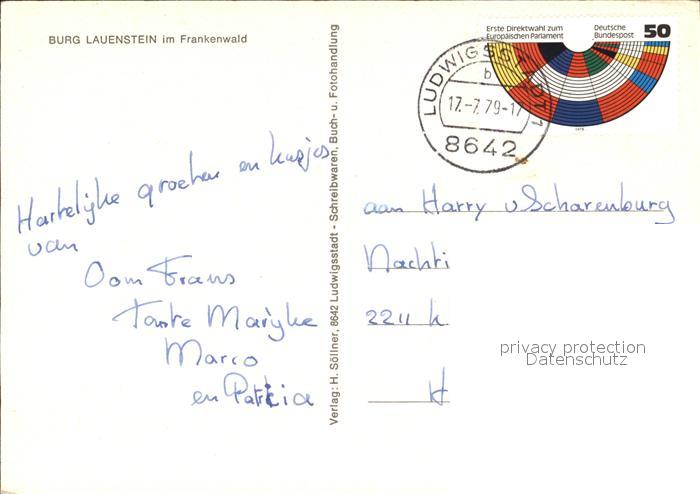 BURG LAUENSTEIN im Frankenwald
Hartelijke groeten en kusjes
van
Oom Frans
Tante Marijke
Marco
en Patricia
Verlag: H. Söllner, 8642 Ludwigsstadt - Schreibwaren, Buch- u. Fotohandlung
Erste Direktwahl zum
Europäischen Parlament
Deutsche
Bundespost
50
1979
LUDWIGSSTADT 1
b
17.-7.79-17
8642
aan Harry v Scharenburg
Nachti
2211 k
H
privacy protection
Datenschutz